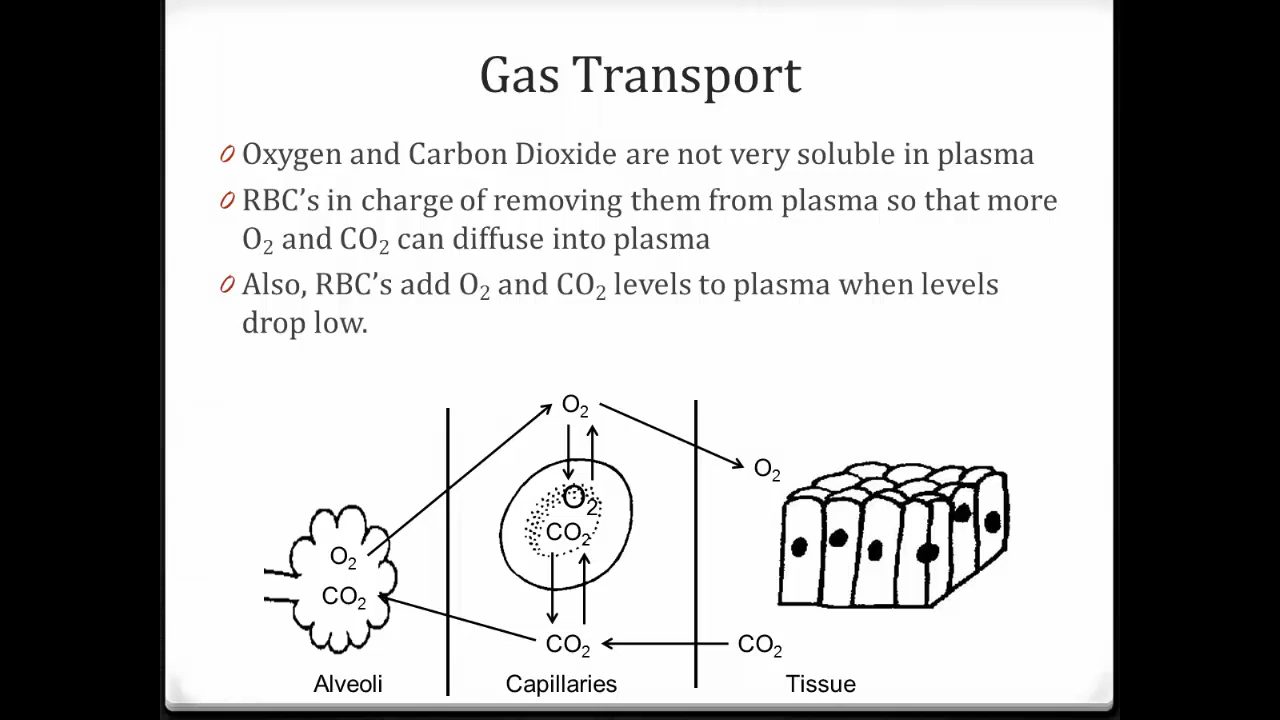 Gas Transport
Oxygen and Carbon Dioxide are not very soluble in plasma
RBC’s in charge of removing them from plasma so that more
O₂ and CO₂ can diffuse into plasma
Also, RBC’s add O₂ and CO₂ levels to plasma when levels
drop low.
O₂
O₂
O₂
CO₂
O₂
CO₂
CO₂
CO₂
Alveoli
Capillaries
Tissue